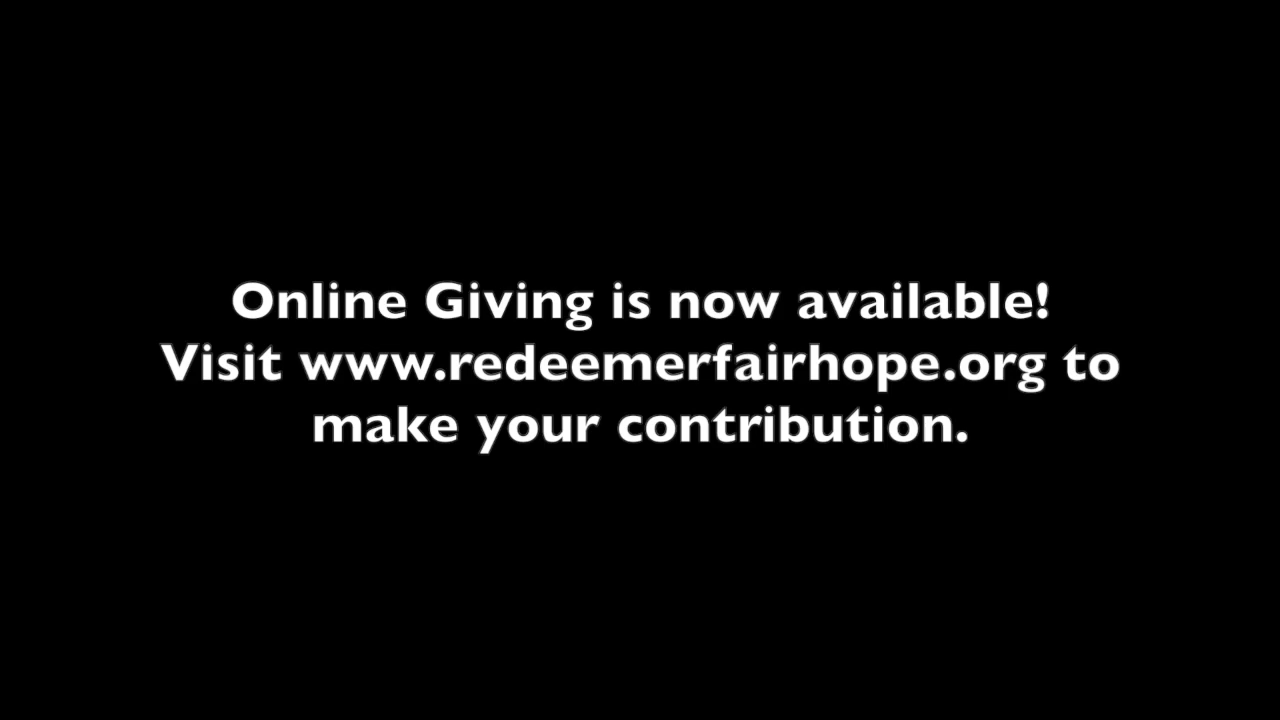 Online Giving is now available!
Visit www.redeemerfairhope.org to
make your contribution.